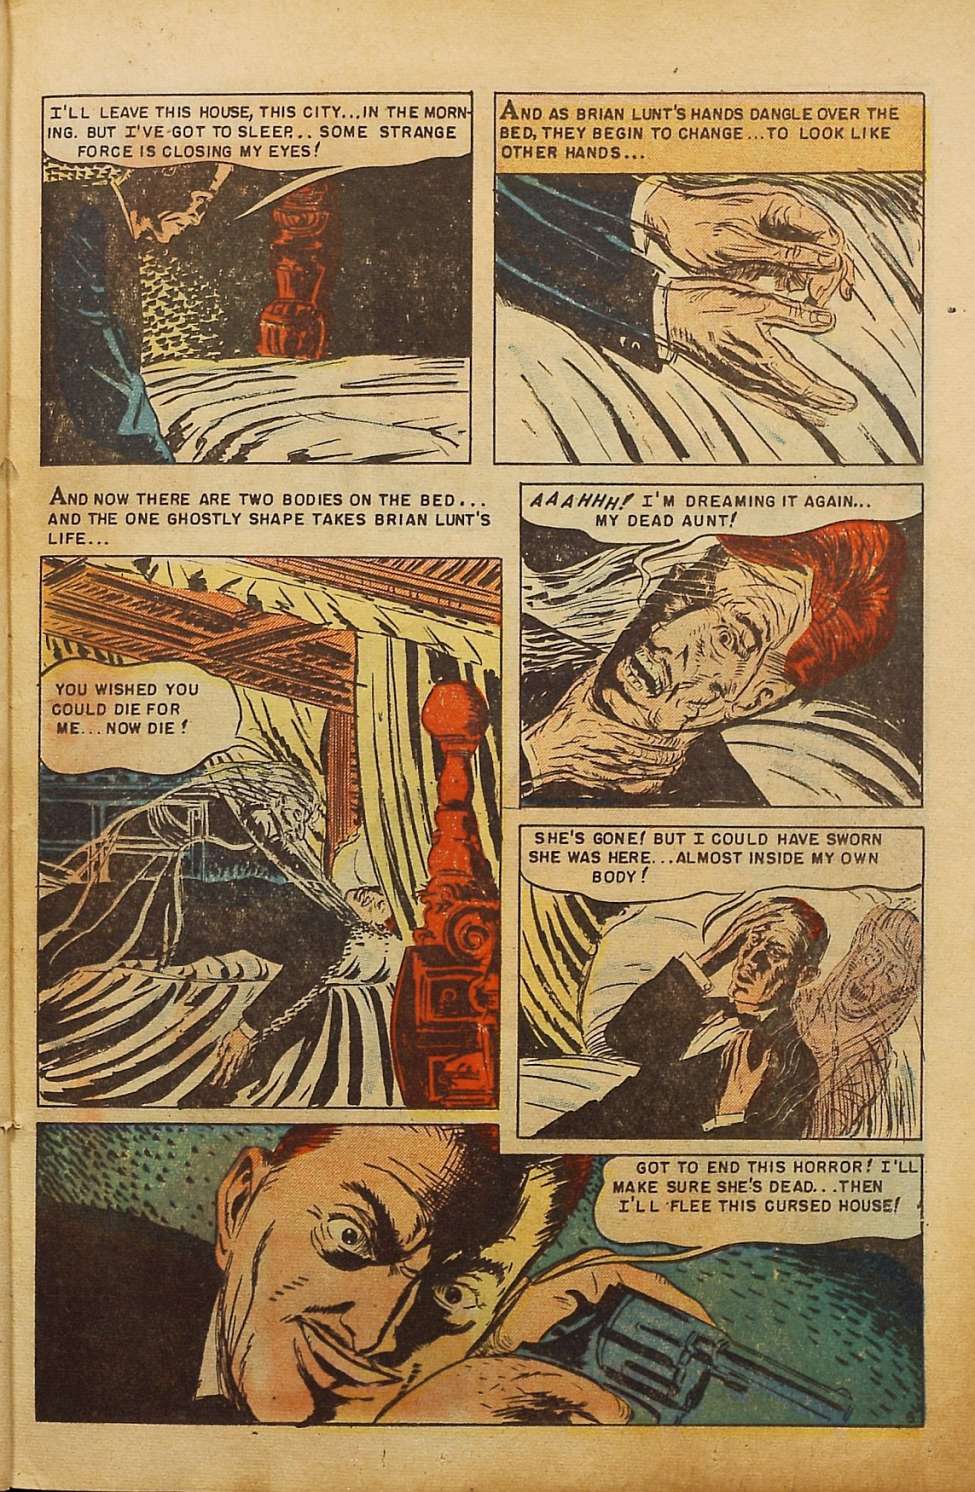 I'LL LEAVE THIS HOUSE, THIS CITY...IN THE MORN-
ING. BUT I'VE GOT TO SLEEP... SOME STRANGE
FORCE IS CLOSING MY EYES!
AND AS BRIAN LUNT'S HANDS DANGLE OVER THE
BED, THEY BEGIN TO CHANGE...TO LOOK LIKE
OTHER HANDS...
AND NOW THERE ARE TWO BODIES ON THE BED...
AND THE ONE GHOSTLY SHAPE TAKES BRIAN LUNT'S
LIFE...
YOU WISHED YOU
COULD DIE FOR
ME...NOW DIE!
AAAHHH! I'M DREAMING IT AGAIN...
MY DEAD AUNT!
SHE'S GONE! BUT I COULD HAVE SWORN
SHE WAS HERE...ALMOST INSIDE MY OWN
BODY!
GOT TO END THIS HORROR! I'LL
MAKE SURE SHE'S DEAD...THEN
I'LL FLEE THIS CURSED HOUSE!